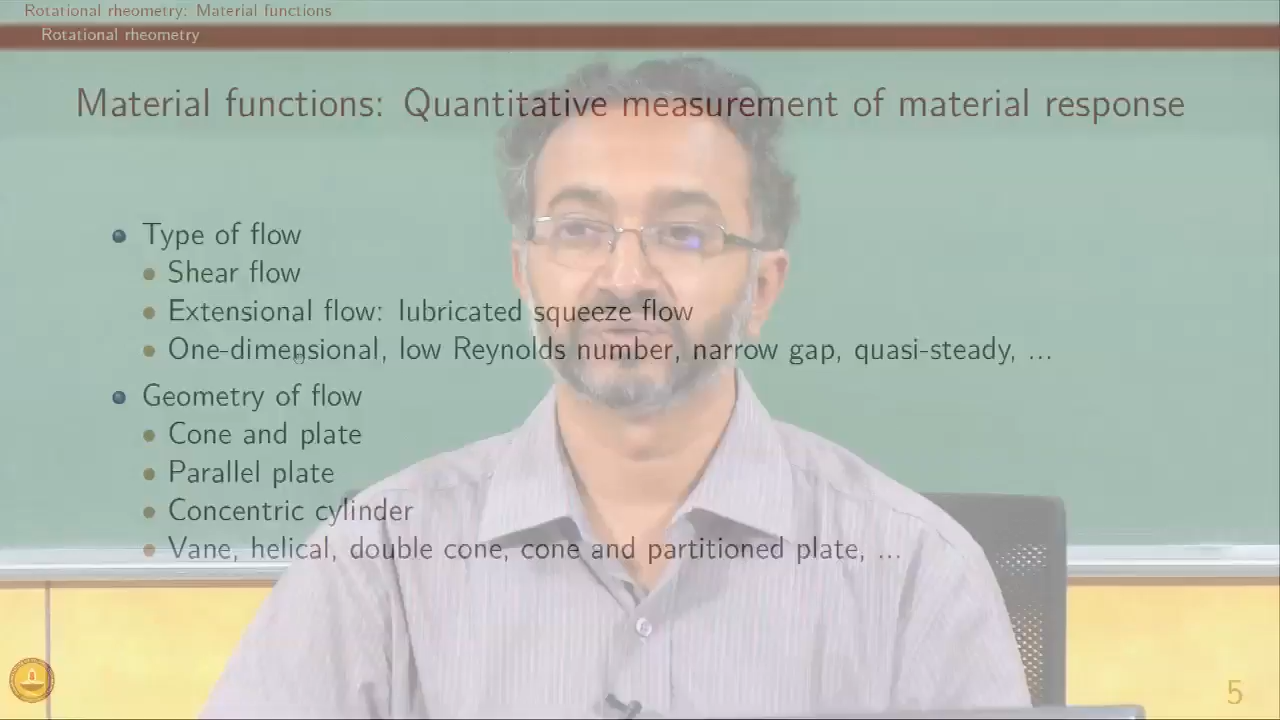 Rotational rheometry: Material functions
Rotational rheometry
Material functions: Quantitative measurement of material response
Type of flow
Shear flow
Extensional flow: lubricated squeeze flow
One-dimensional, low Reynolds number, narrow gap, quasi-steady, ...
Geometry of flow
Cone and plate
Parallel plate
Concentric cylinder
Vane, helical, double cone, cone and partitioned plate, ...
5